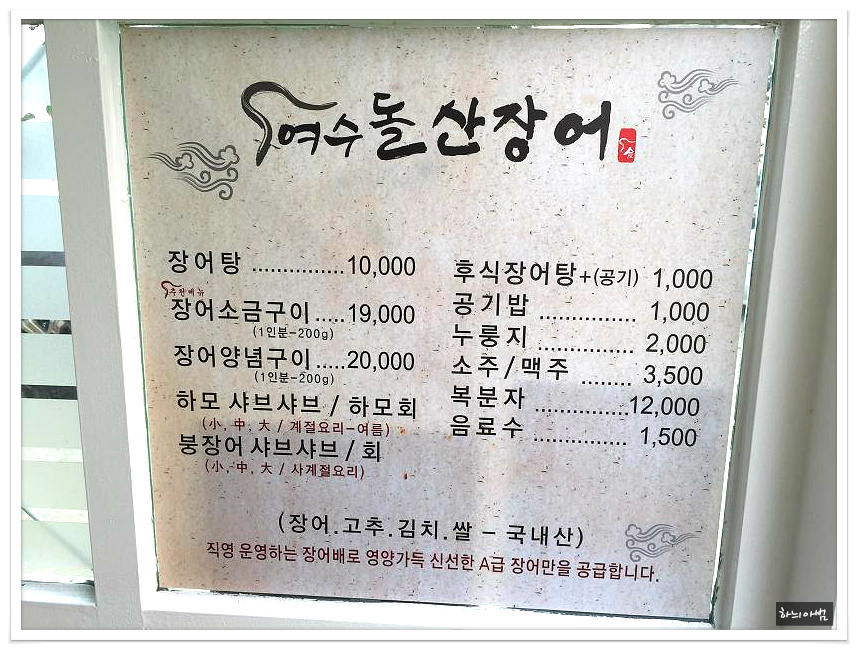 여수돌산장어
장어탕 ...............10,000
추천메뉴
장어소금구이 .....19,000
(1인분-200g)
장어양념구이 .....20,000
(1인분-200g)
하모 샤브샤브 / 하모회
(小, 中, 大 / 계절요리-여름)
붕장어 샤브샤브 / 회
(小, 中, 大 / 사계절요리)
후식장어탕+(공기) 1,000
공기밥 ................ 1,000
누룽지 ................ 2,000
소주/맥주 ........ 3,500
복분자 ...............12,000
음료수 ............... 1,500
(장어.고추.김치.쌀 - 국내산)
직영 운영하는 장어배로 영양가득 신선한 A급 장어만을 공급합니다.
하늬아범